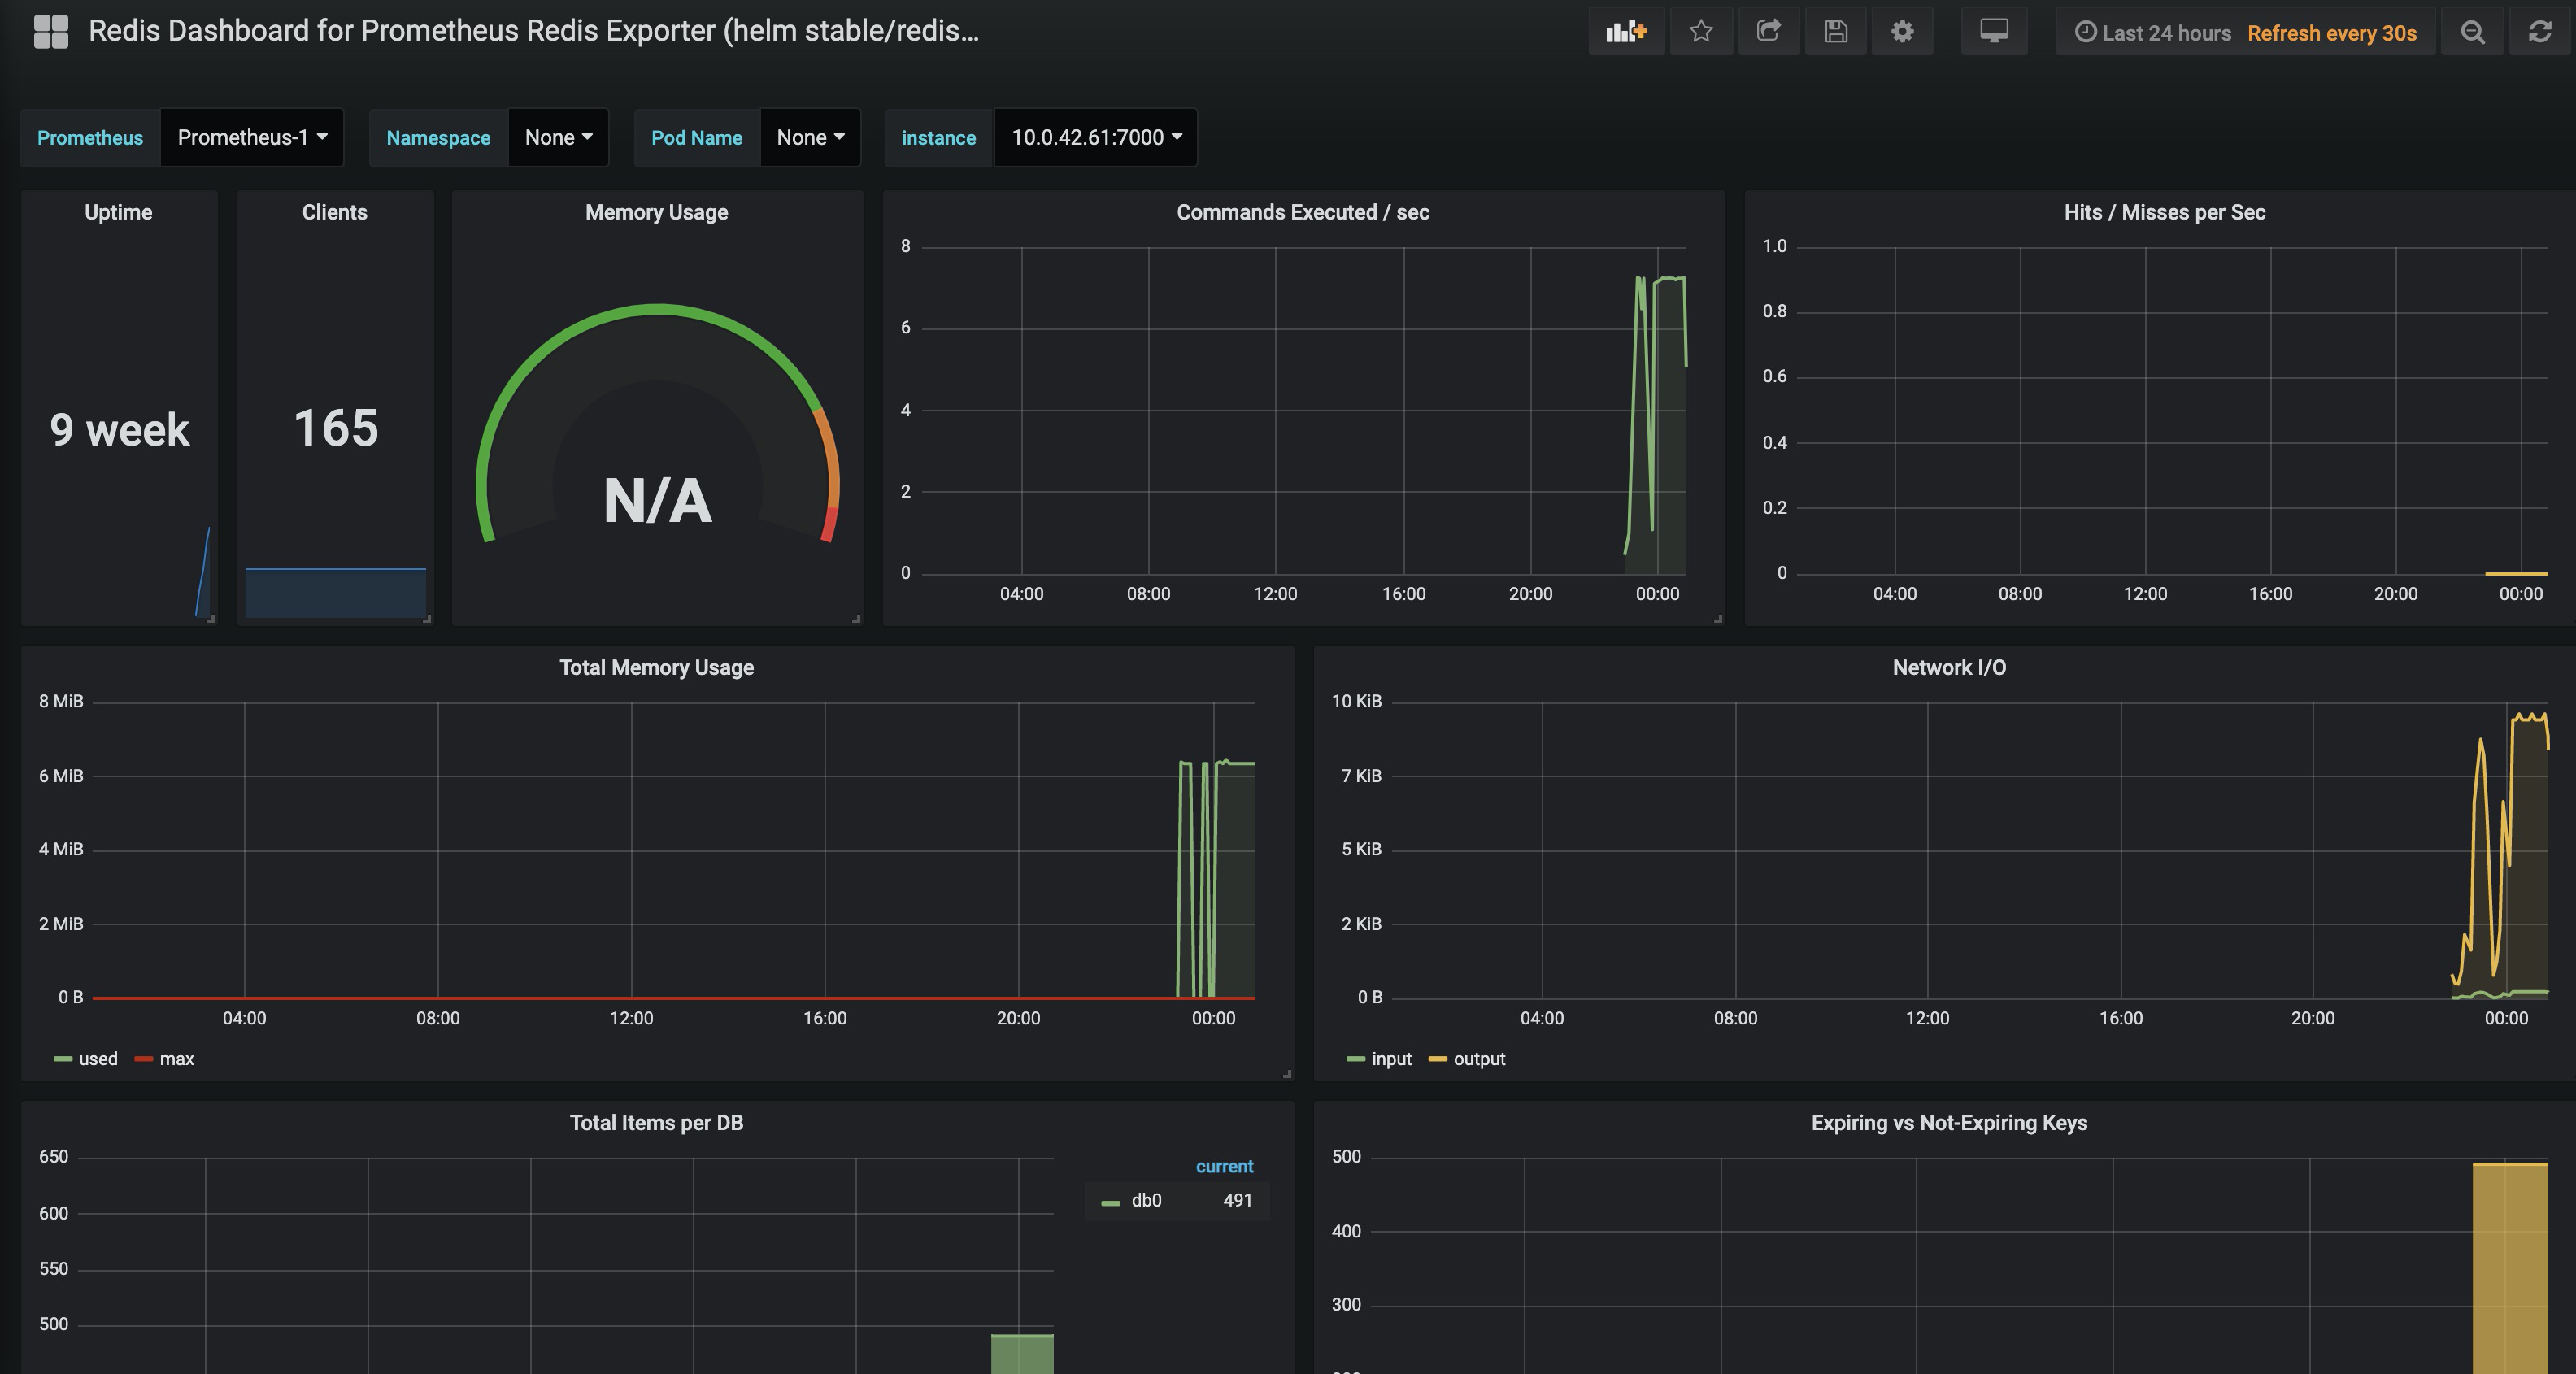 Redis Dashboard for Prometheus Redis Exporter (helm stable/redis...
Last 24 hours Refresh every 30s
Prometheus Prometheus-1 Namespace None Pod Name None instance 10.0.42.61:7000
Uptime
9 week
Clients
165
Memory Usage
N/A
Commands Executed / sec
8
6
4
2
0
04:00 08:00 12:00 16:00 20:00 00:00
Hits / Misses per Sec
1.0
0.8
0.6
0.4
0.2
0
04:00 08:00 12:00 16:00 20:00 00:00
Total Memory Usage
8 MiB
6 MiB
4 MiB
2 MiB
0 B
04:00 08:00 12:00 16:00 20:00 00:00
used max
Network I/O
10 KiB
7 KiB
5 KiB
2 KiB
0 B
04:00 08:00 12:00 16:00 20:00 00:00
input output
Total Items per DB
650
600
550
500
current
db0 491
Expiring vs Not-Expiring Keys
500
400
300